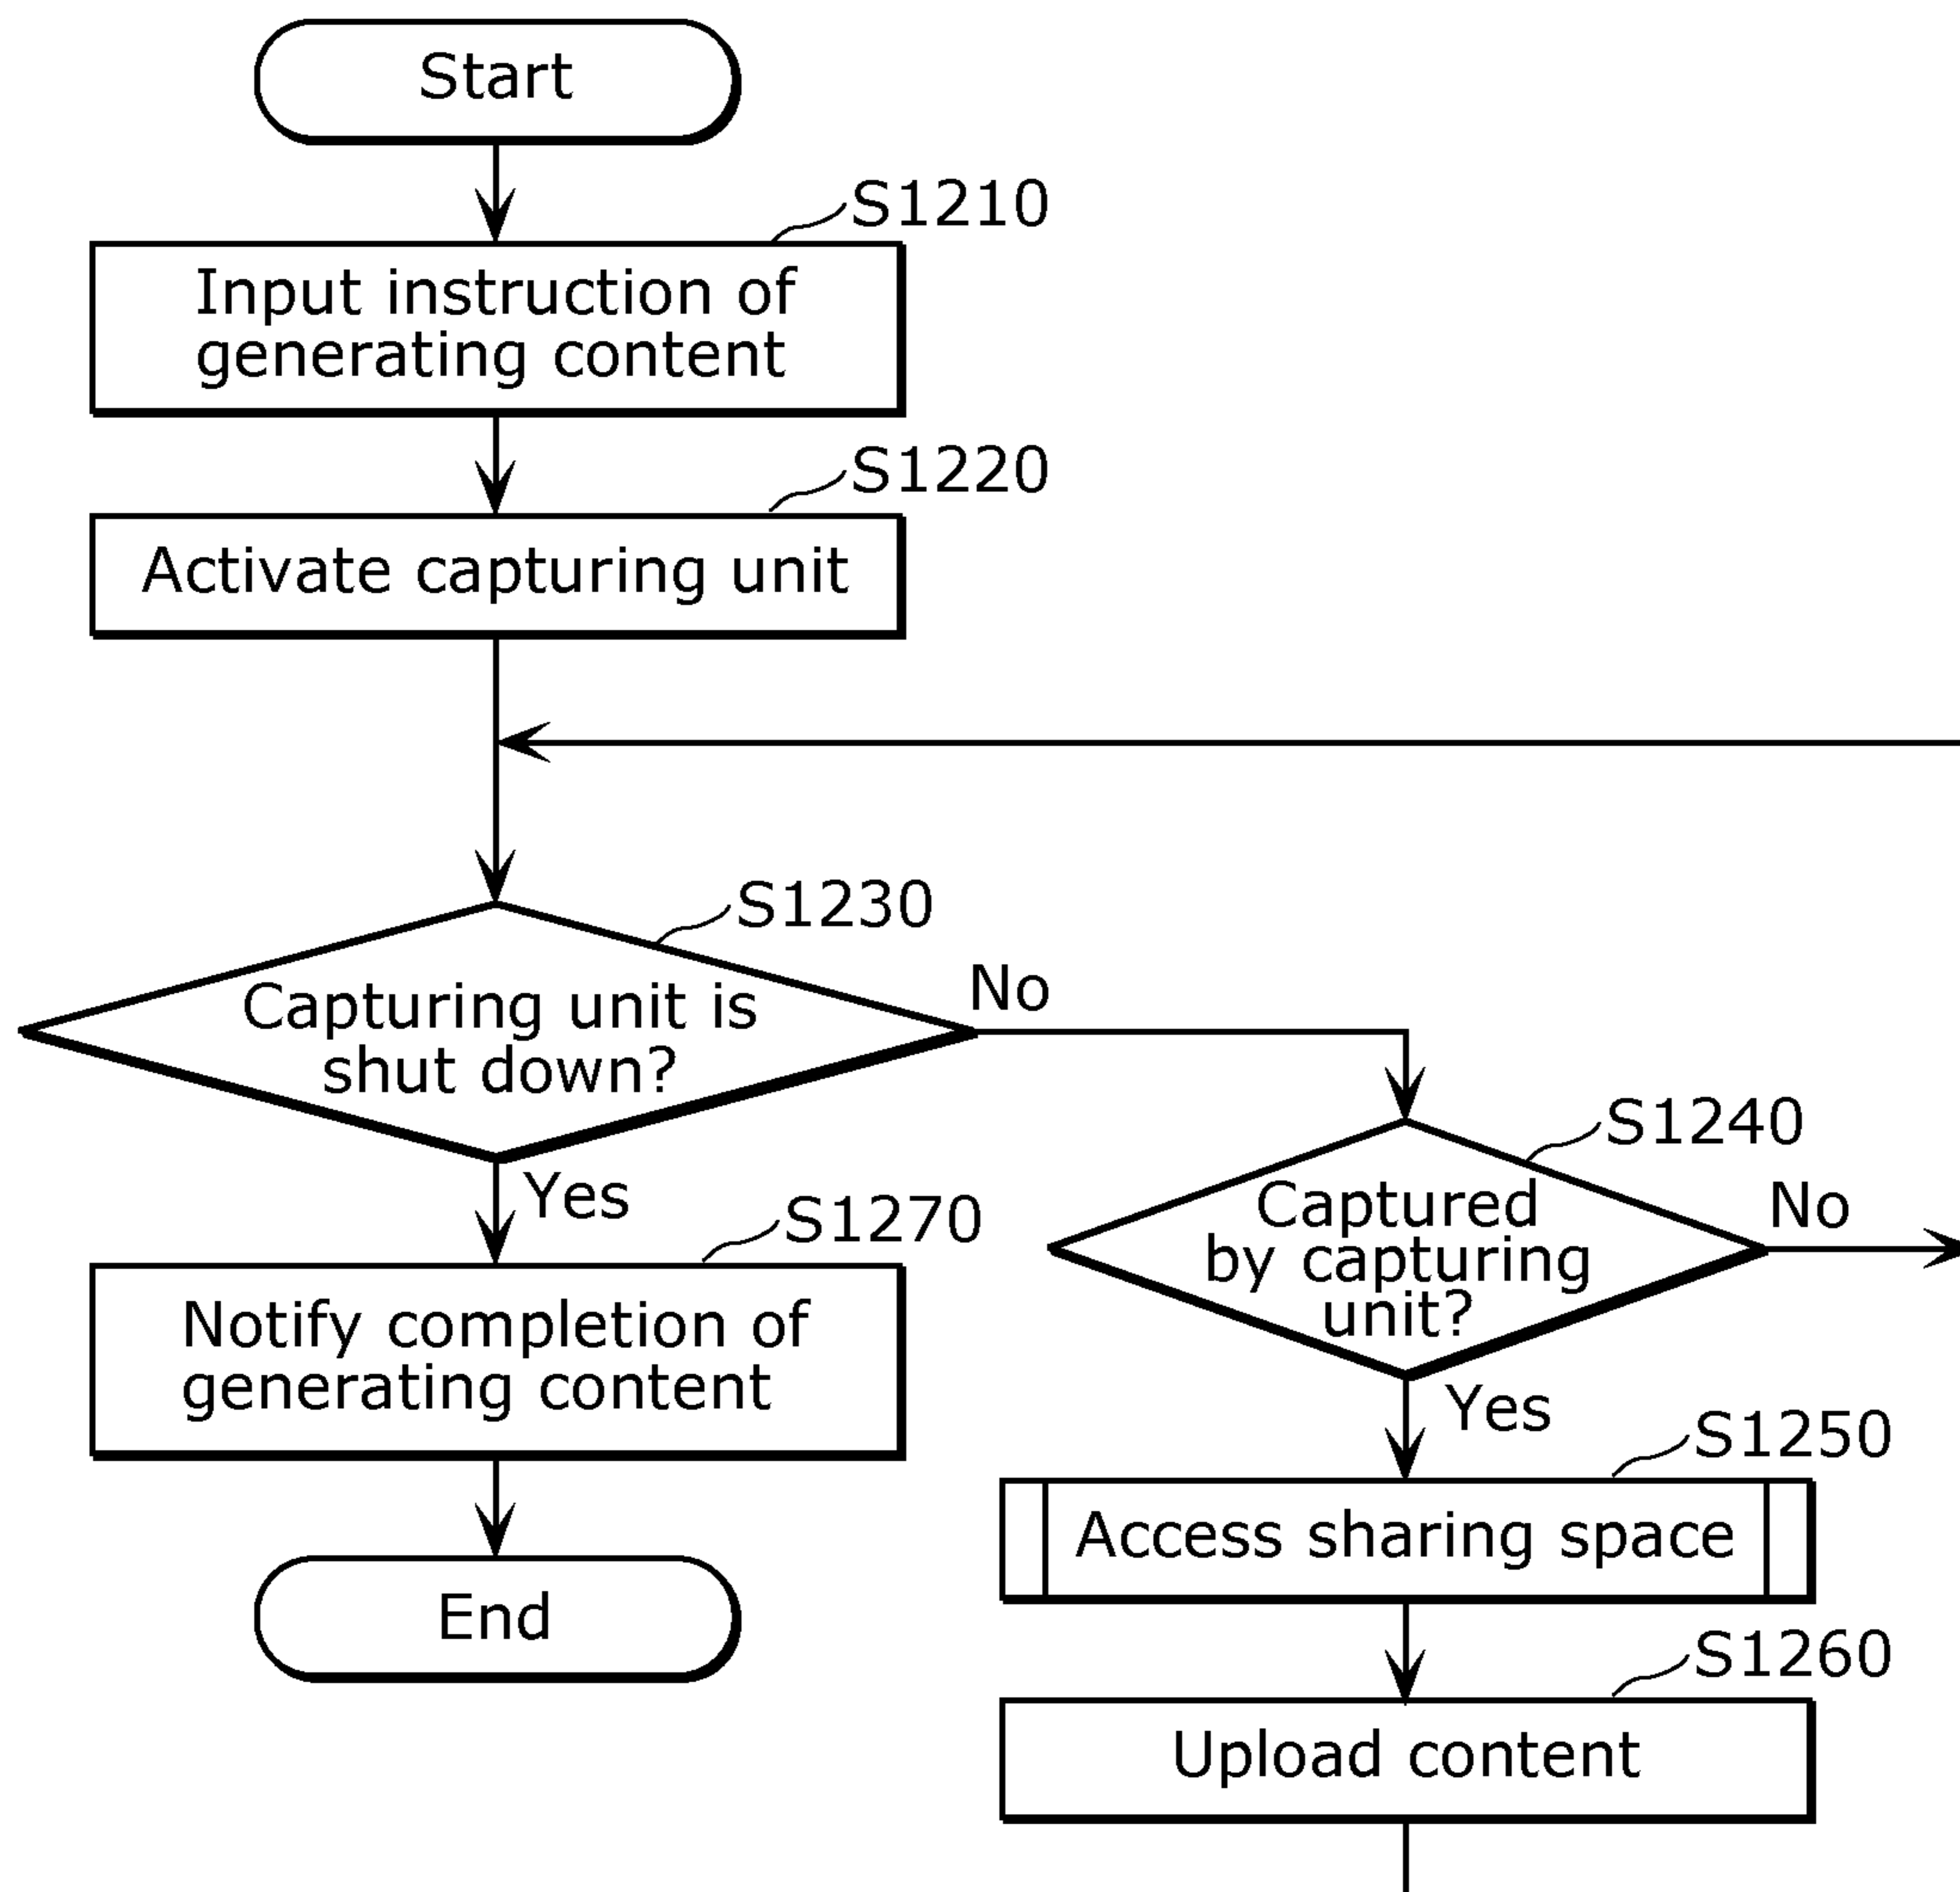 Start
S1210
Input instruction of
generating content
S1220
Activate capturing unit
S1230
Capturing unit is
shut down?
No
Yes
S1240
Captured
by capturing
unit?
No
Yes
S1270
Notify completion of
generating content
End
S1250
Access sharing space
S1260
Upload content